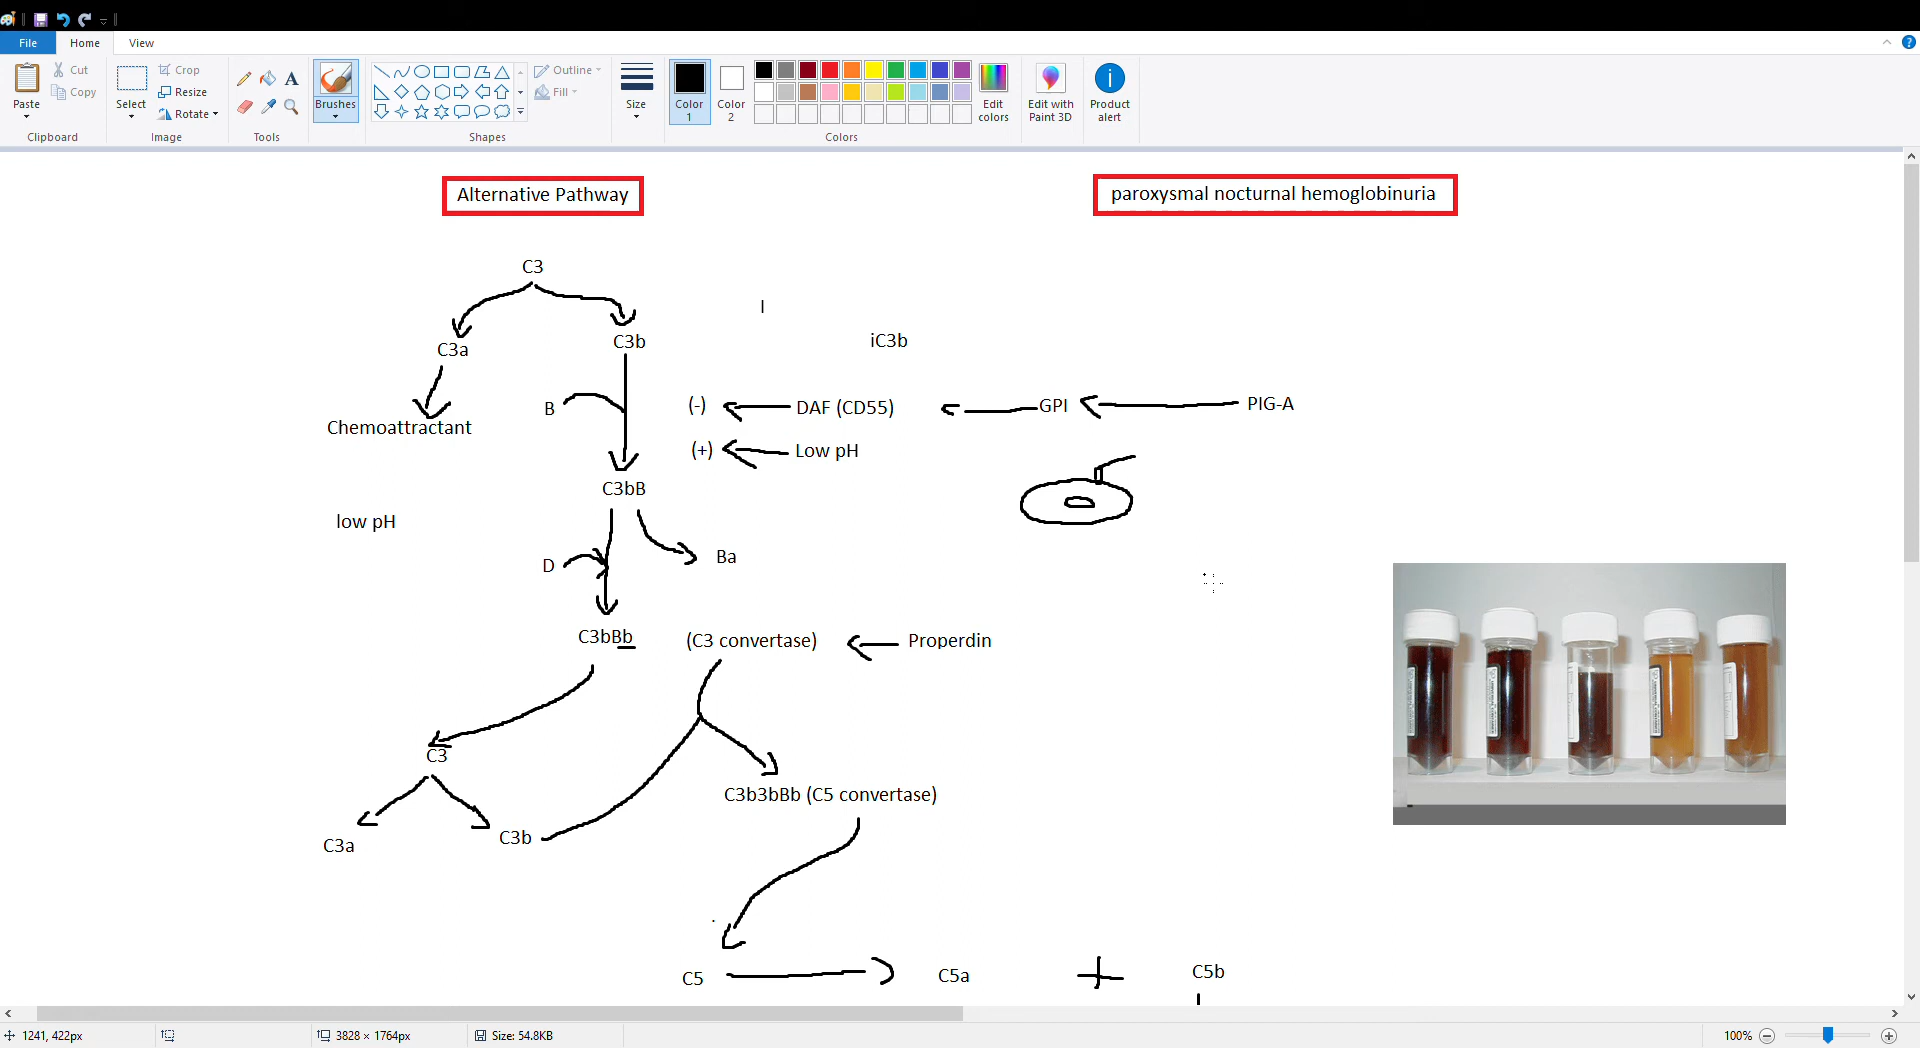 File Home View
Paste
Cut
Copy
Clipboard
Select
Crop
Resize
Rotate
Image
Tools
Brushes
Shapes
Outline
Fill
Size
Color 1
Color 2
Edit colors
Colors
Edit with Paint 3D
Product alert
Alternative Pathway
paroxysmal nocturnal hemoglobinuria
C3
I
C3a
C3b
iC3b
Chemoattractant
B
(-)
DAF (CD55)
GPI
PIG-A
(+)
Low pH
C3bB
low pH
D
Ba
C3bBb
(C3 convertase)
Properdin
C3
C3b3bBb (C5 convertase)
C3a
C3b
C5
C5a
+
C5b
1241, 422px
3828 × 1764px
Size: 54.8KB
100%